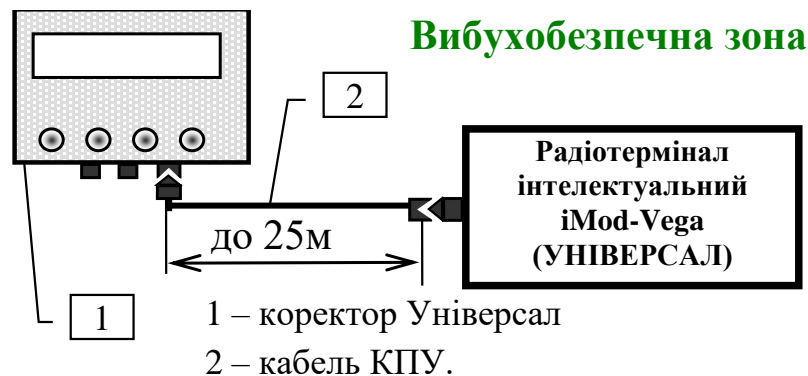 Вибухобезпечна зона
2
Радіотермінал
інтелектуальний
iMod-Vega
(УНІВЕРСАЛ)
до 25м
1
1 – коректор Універсал
2 – кабель КПУ.